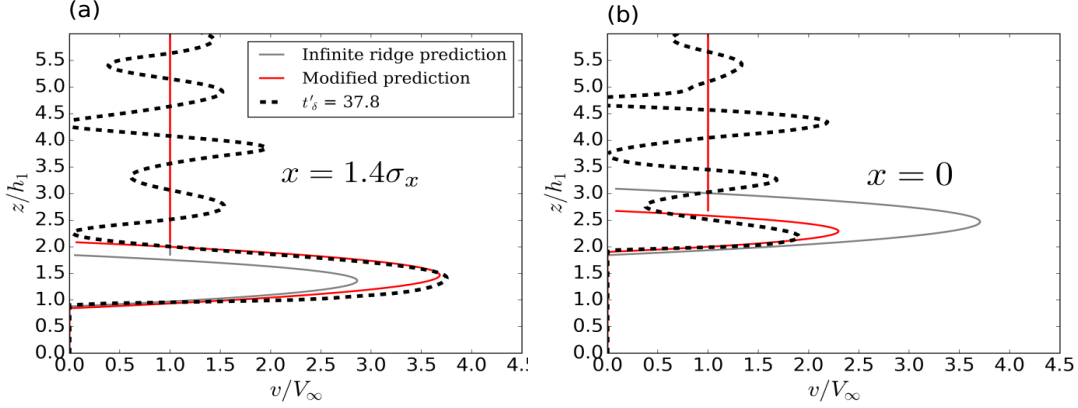 (a)
5.5
5.0
4.5
4.0
3.5
3.0
2.5
2.0
1.5
1.0
0.5
0.0
z/h₁
0.0 0.5 1.0 1.5 2.0 2.5 3.0 3.5 4.0 4.5
v/V∞
Infinite ridge prediction
Modified prediction
t′δ = 37.8
x = 1.4σₓ
(b)
5.5
5.0
4.5
4.0
3.5
3.0
2.5
2.0
1.5
1.0
0.5
0.0
z/h₁
0.0 0.5 1.0 1.5 2.0 2.5 3.0 3.5 4.0 4.5
v/V∞
x = 0